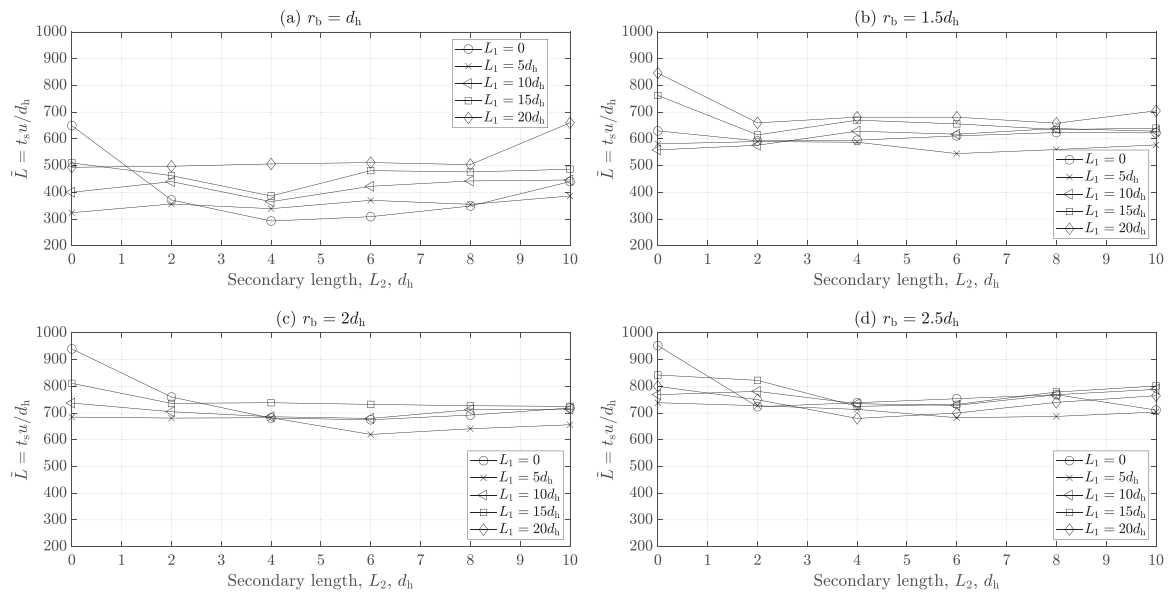 (a) r_b = d_h
1000
900
800
700
600
500
400
300
200
L̃ = t_s u/d_h
0 1 2 3 4 5 6 7 8 9 10
Secondary length, L_2, d_h
L_1 = 0
L_1 = 5d_h
L_1 = 10d_h
L_1 = 15d_h
L_1 = 20d_h
(b) r_b = 1.5d_h
1000
900
800
700
600
500
400
300
200
L̃ = t_s u/d_h
0 1 2 3 4 5 6 7 8 9 10
Secondary length, L_2, d_h
L_1 = 0
L_1 = 5d_h
L_1 = 10d_h
L_1 = 15d_h
L_1 = 20d_h
(c) r_b = 2d_h
1000
900
800
700
600
500
400
300
200
L̃ = t_s u/d_h
0 1 2 3 4 5 6 7 8 9 10
Secondary length, L_2, d_h
L_1 = 0
L_1 = 5d_h
L_1 = 10d_h
L_1 = 15d_h
L_1 = 20d_h
(d) r_b = 2.5d_h
1000
900
800
700
600
500
400
300
200
L̃ = t_s u/d_h
0 1 2 3 4 5 6 7 8 9 10
Secondary length, L_2, d_h
L_1 = 0
L_1 = 5d_h
L_1 = 10d_h
L_1 = 15d_h
L_1 = 20d_h